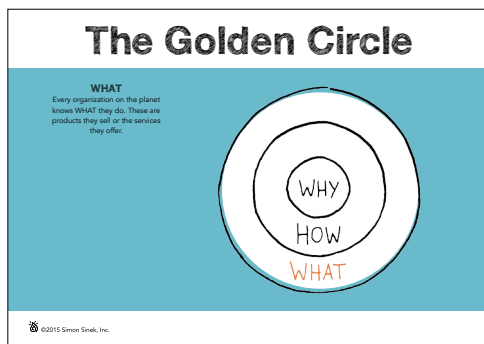 The Golden Circle
WHAT
Every organization on the planet
knows WHAT they do. These are
products they sell or the services
they offer.
WHY
HOW
WHAT
©2015 Simon Sinek, Inc.